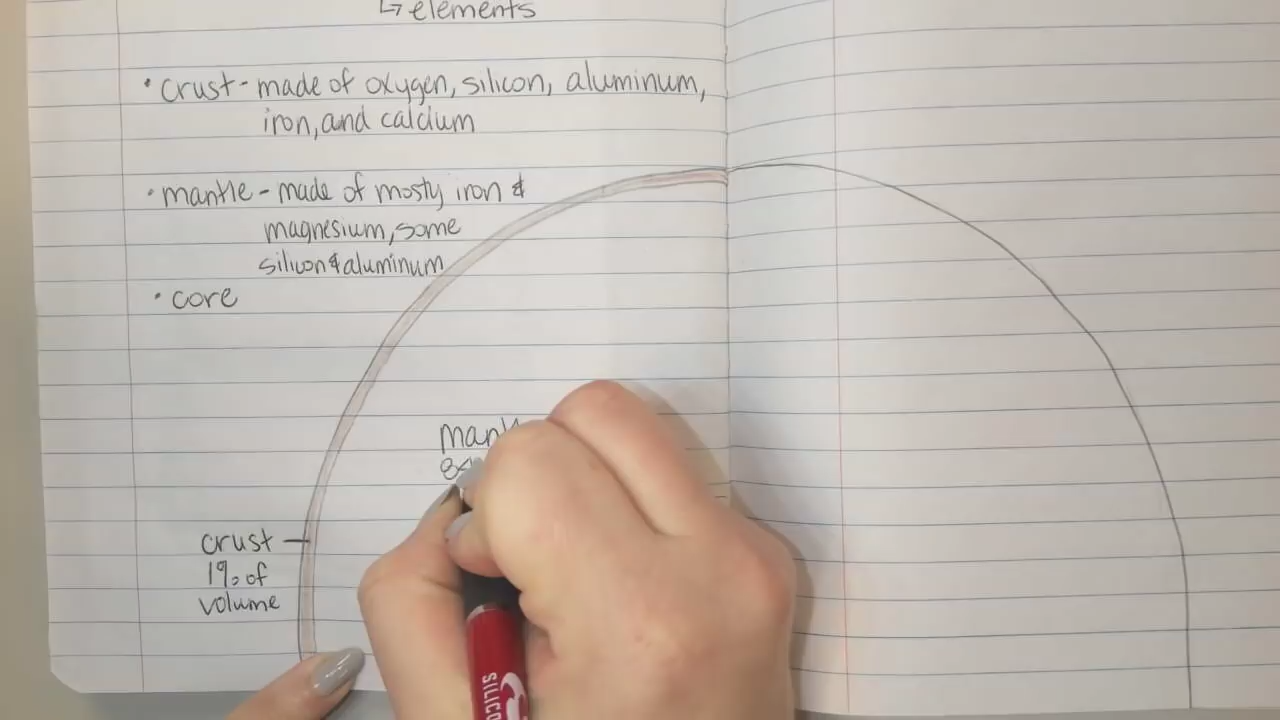 ↳ elements
• crust - made of oxygen, silicon, aluminum,
iron, and calcium
• mantle - made of mosty iron &
magnesium, some
silicon & aluminum
• core
crust
1% of
volume